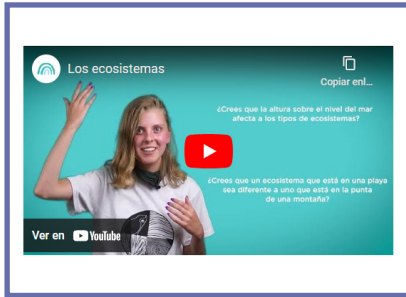 Los ecosistemas
Copiar enl...
¿Crees que la altura sobre el nivel del mar
afecta a los tipos de ecosistemas?
¿Crees que un ecosistema que está en una playa
sea diferente a uno que está en la punta
de una montaña?
Ver en YouTube